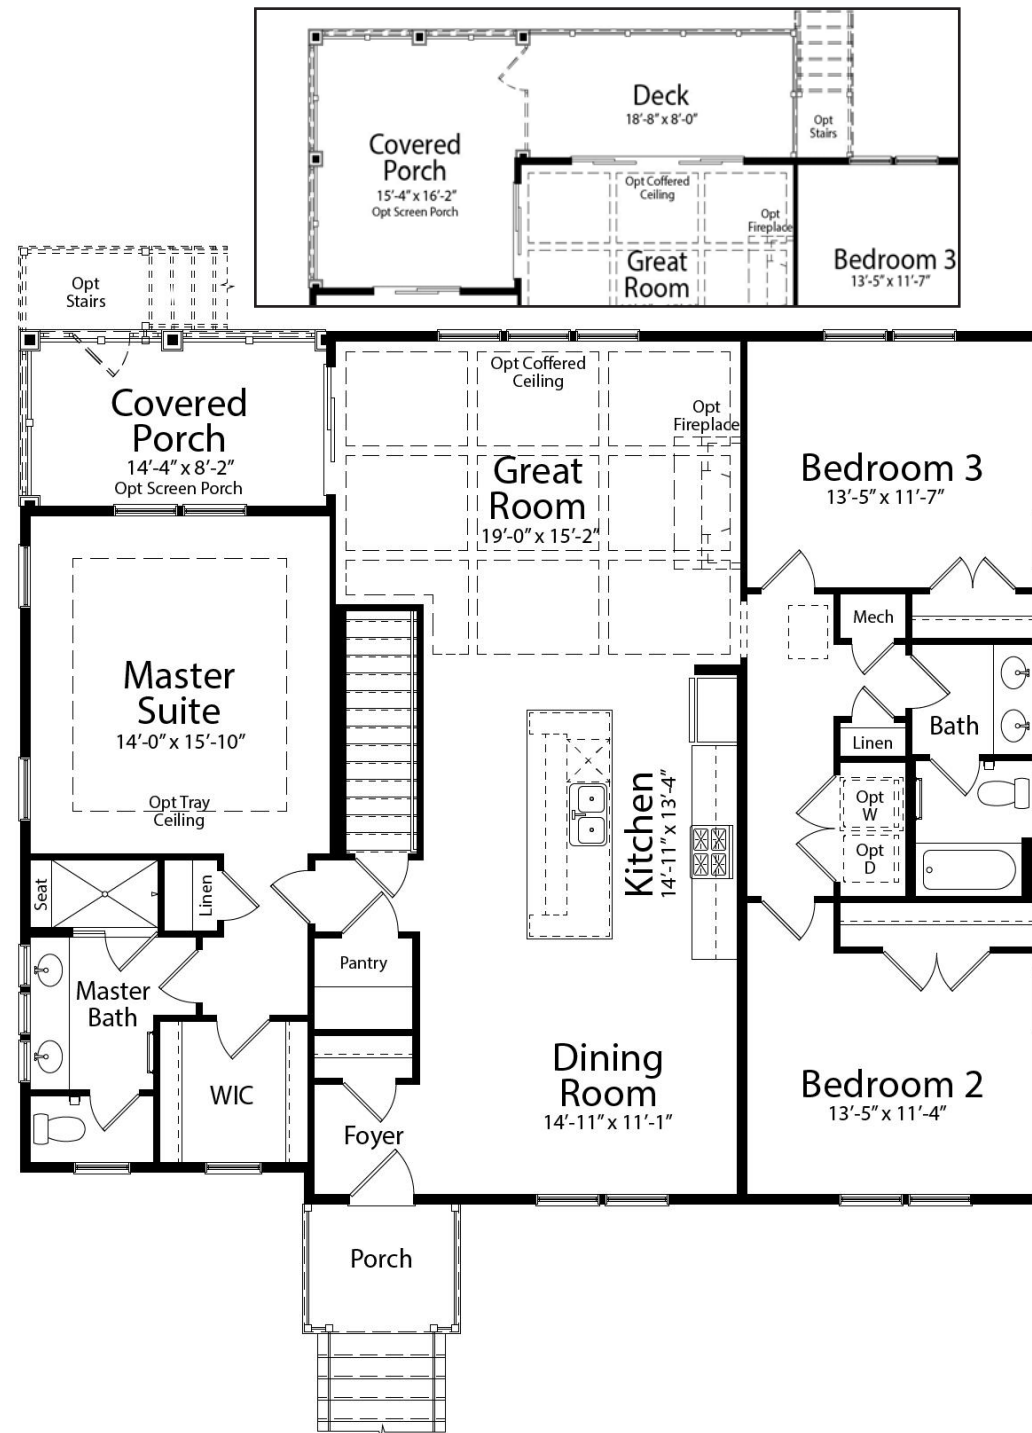 Deck
18’-8” x 8’-0”
Opt
Stairs
Covered
Porch
15’-4” x 16’-2”
Opt Screen Porch
Opt Coffered
Ceiling
Opt
Fireplace
Great
Room
Bedroom 3
13’-5” x 11’-7”
Opt
Stairs
Covered
Porch
14’-4” x 8’-2”
Opt Screen Porch
Opt Coffered
Ceiling
Opt
Fireplace
Great
Room
19’-0” x 15’-2”
Bedroom 3
13’-5” x 11’-7”
Mech
Master
Suite
14’-0” x 15’-10”
Opt Tray
Ceiling
Bath
Linen
Kitchen
14’-11” x 13’-4”
Opt
W
Opt
D
Seat
Linen
Pantry
Master
Bath
WIC
Foyer
Dining
Room
14’-11” x 11’-1”
Bedroom 2
13’-5” x 11’-4”
Porch